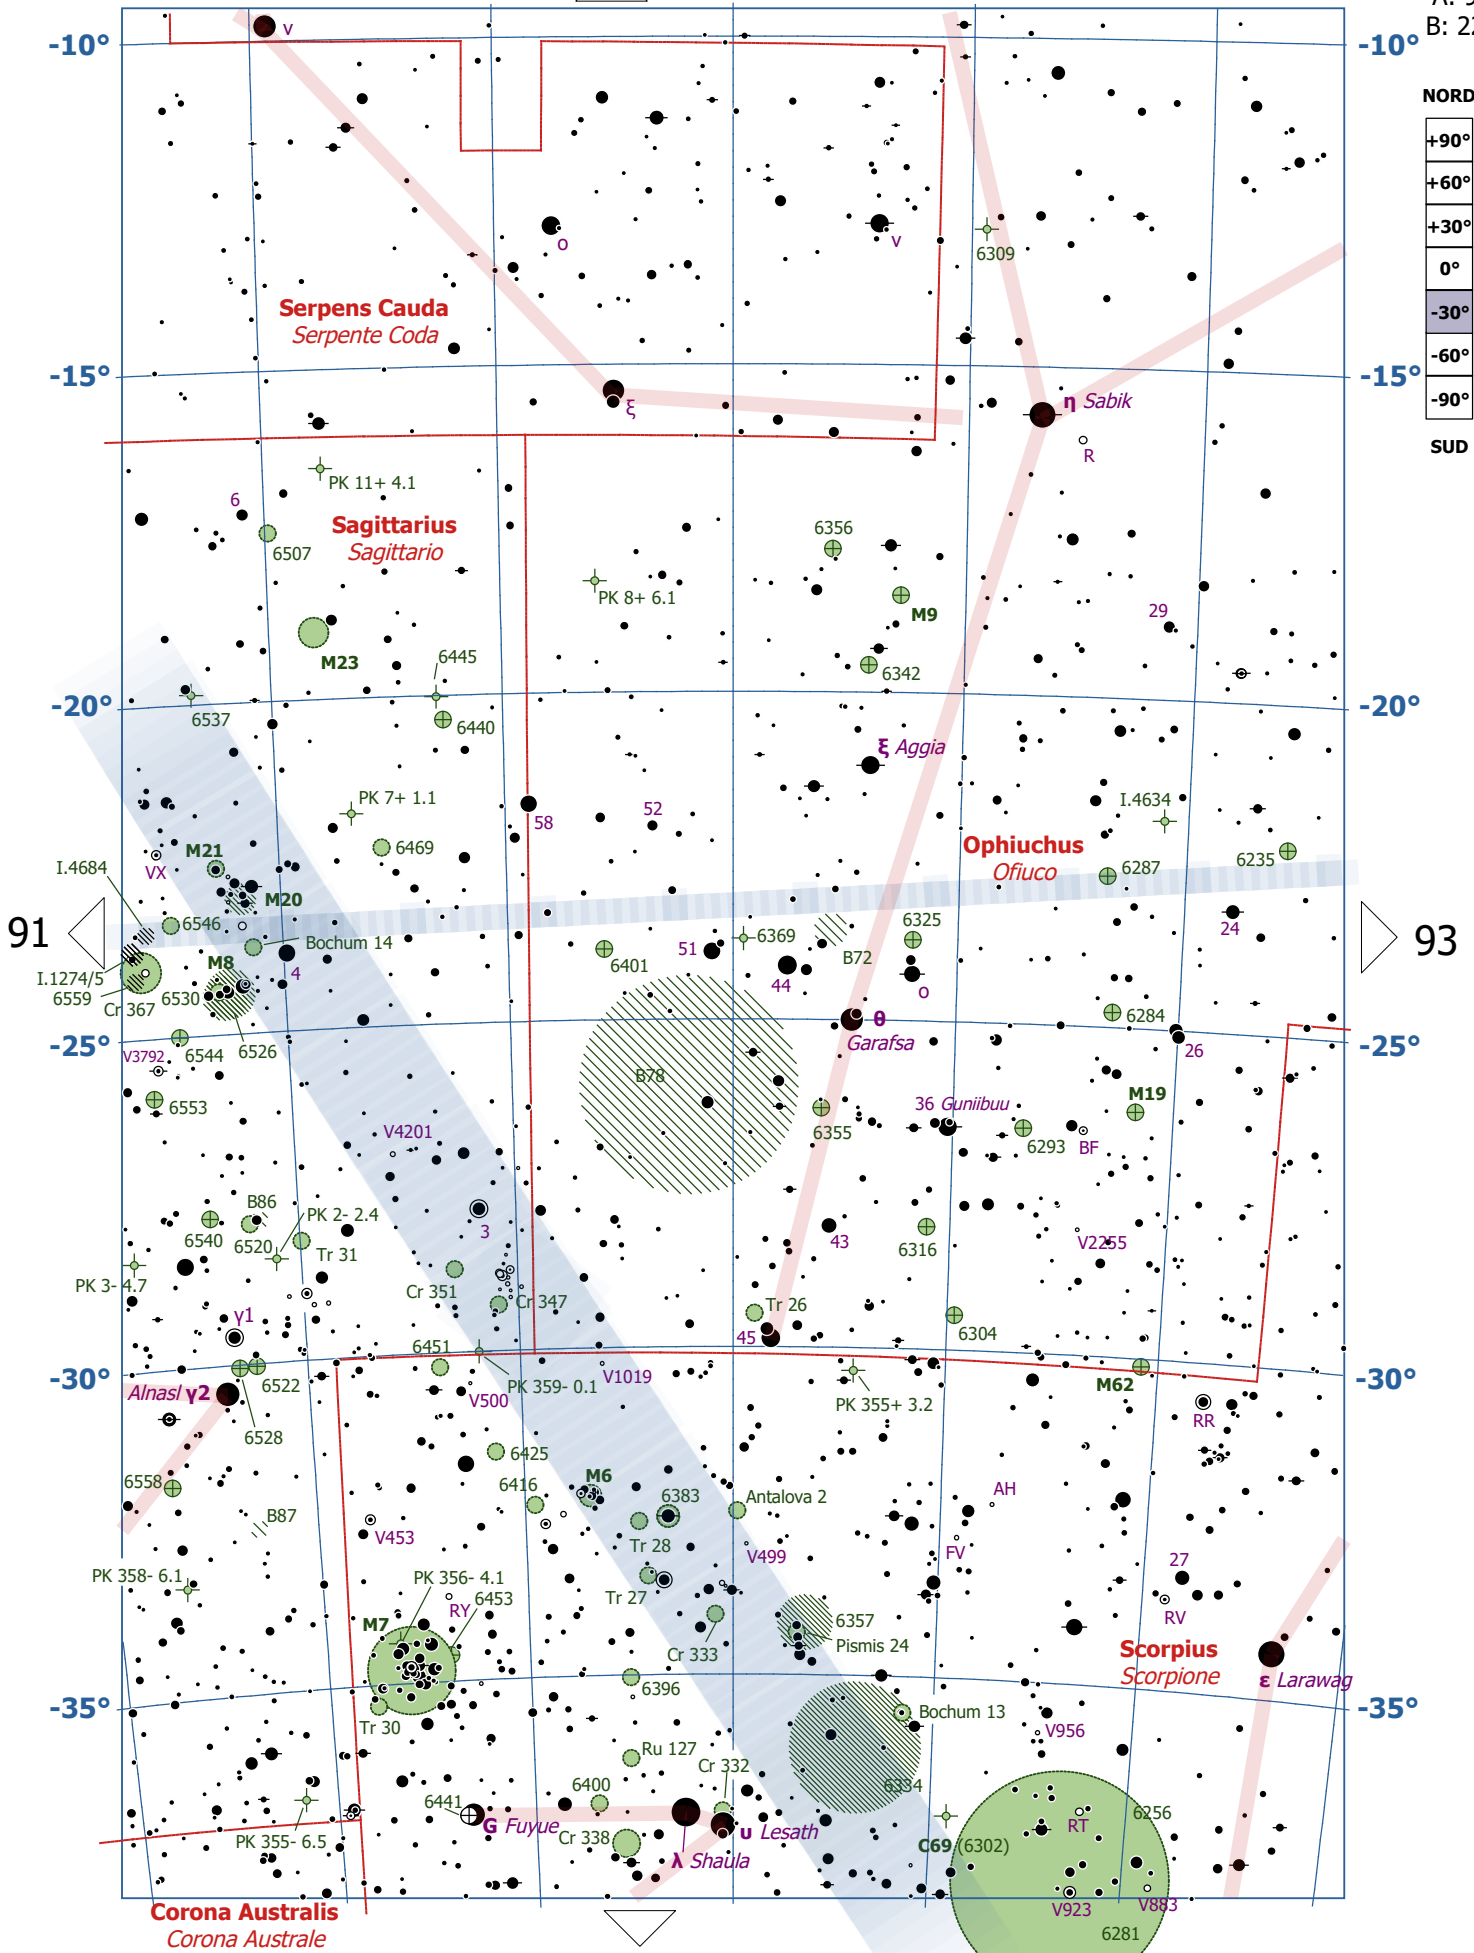 A: 9
B: 22
NORD
+90°
+60°
+30°
0°
-30°
-60°
-90°
SUD
-10°
-10°
ν
ο
ν
6309
Serpens Cauda
Serpente Coda
-15°
-15°
ξ
η Sabik
R
PK 11+ 4.1
6
Sagittarius
Sagittario
6507
6356
PK 8+ 6.1
M9
29
M23
6445
6342
6537
6440
-20°
-20°
ξ Aggia
PK 7+ 1.1
58
52
I.4634
Ophiuchus
Ofiuco
6235
M21
6469
6287
I.4684
VX
M20
6546
Bochum 14
6325
24
91
93
6369
51
6401
B72
M8
4
44
ο
I.1274/5
6559
Cr 367
6530
6284
θ
Garafsa
-25°
-25°
6544
6526
26
V3792
B78
6553
36 Guniibuu
M19
6355
6293
BF
V4201
B86
PK 2- 2.4
6540
6520
Tr 31
3
43
6316
V2255
PK 3- 4.7
Cr 351
Cr 347
Tr 26
γ1
45
6304
6451
6522
PK 359- 0.1
V1019
-30°
-30°
Alnasl γ2
V500
PK 355+ 3.2
M62
RR
6528
6425
6558
6416
M6
6383
Antalova 2
AH
B87
V453
Tr 28
V499
FV
27
PK 358- 6.1
PK 356- 4.1
6453
RY
Tr 27
RV
M7
Cr 333
6357
Pismis 24
Scorpius
Scorpione
ε Larawag
6396
-35°
-35°
Tr 30
Bochum 13
V956
Ru 127
Cr 332
6400
6334
6441
G Fuyue
6256
RT
PK 355- 6.5
Cr 338
υ Lesath
C69 (6302)
λ Shaula
V923
V883
Corona Australis
Corona Australe
6281